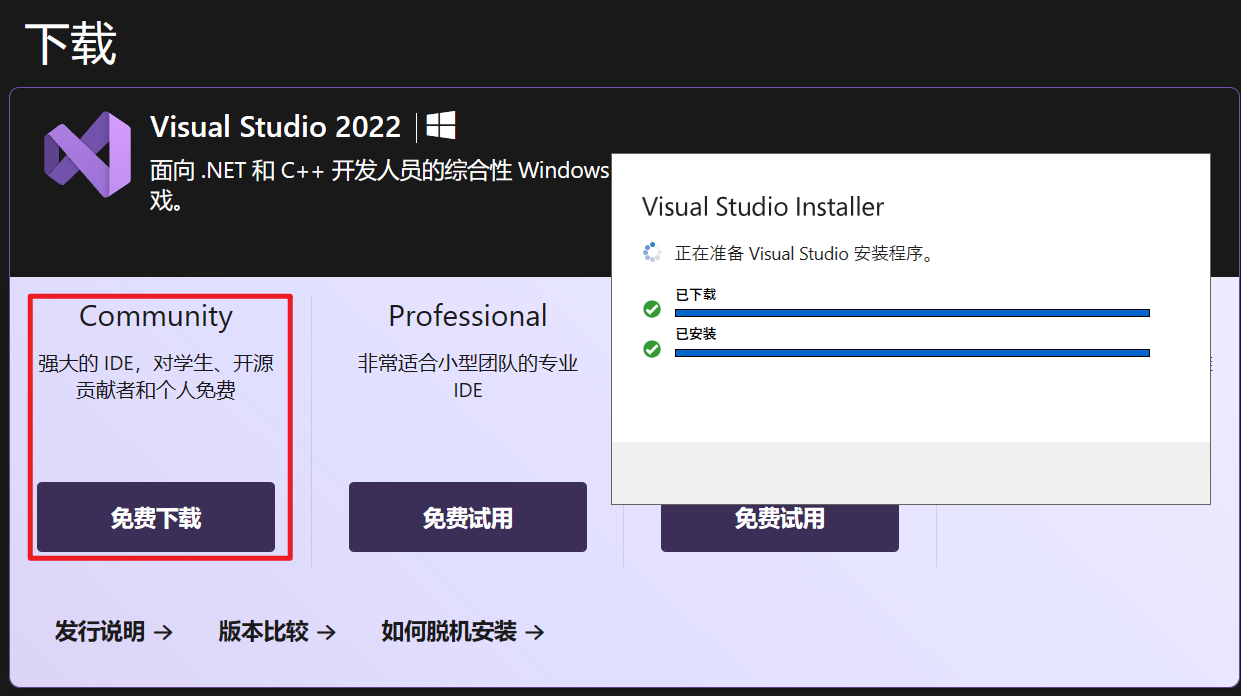 下载
Visual Studio 2022
面向 .NET 和 C++ 开发人员的综合性 Windows
戏。
Visual Studio Installer
正在准备 Visual Studio 安装程序。
已下载
已安装
Community
强大的 IDE，对学生、开源
贡献者和个人免费
免费下载
Professional
非常适合小型团队的专业
IDE
免费试用
免费试用
发行说明 →
版本比较 →
如何脱机安装 →